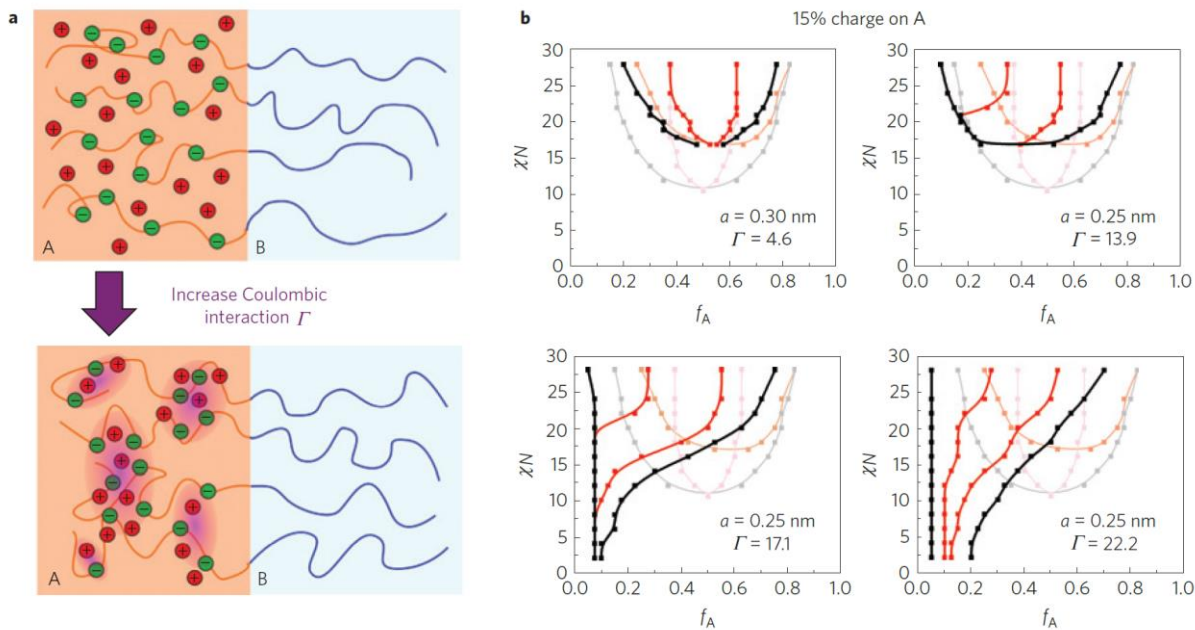 a
A
B
Increase Coulombic
interaction Γ
A
B
b
15% charge on A
30
25
20
15
10
5
0
χN
0.0 0.2 0.4 0.6 0.8 1.0
f_A
a = 0.30 nm
Γ = 4.6
30
25
20
15
10
5
0
χN
0.0 0.2 0.4 0.6 0.8 1.0
f_A
a = 0.25 nm
Γ = 13.9
30
25
20
15
10
5
0
χN
0.0 0.2 0.4 0.6 0.8 1.0
f_A
a = 0.25 nm
Γ = 17.1
30
25
20
15
10
5
0
χN
0.0 0.2 0.4 0.6 0.8 1.0
f_A
a = 0.25 nm
Γ = 22.2